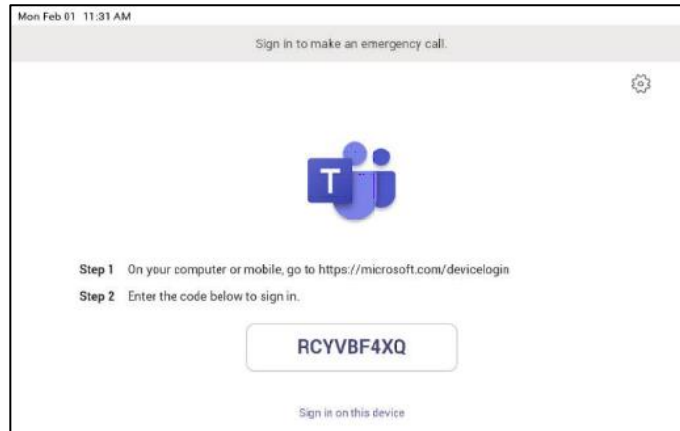 Mon Feb 01 11:31 AM
Sign in to make an emergency call.
T
Step 1 On your computer or mobile, go to https://microsoft.com/devicelogin
Step 2 Enter the code below to sign in.
RCYVBF4XQ
Sign in on this device